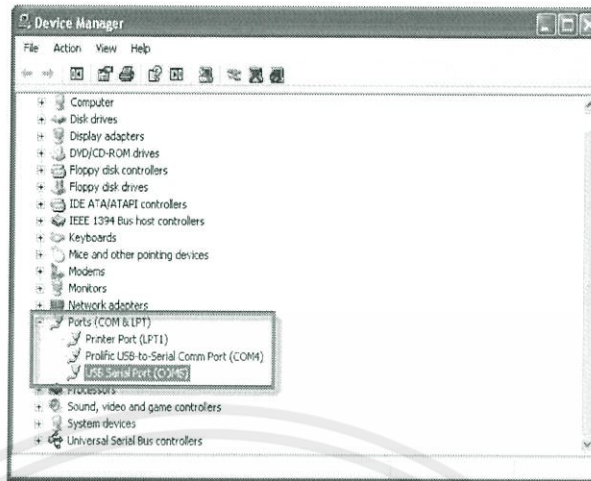 Device Manager
File Action View Help
Computer
Disk drives
Display adapters
DVD/CD-ROM drives
Floppy disk controllers
Floppy disk drives
IDE ATA/ATAPI controllers
IEEE 1394 Bus host controllers
Keyboards
Mice and other pointing devices
Modems
Monitors
Network adapters
Ports (COM & LPT)
Printer Port (LPT1)
Prolific USB-to-Serial Comm Port (COM4)
USB Serial Port
Processors
Sound, video and game controllers
System devices
Universal Serial Bus controllers